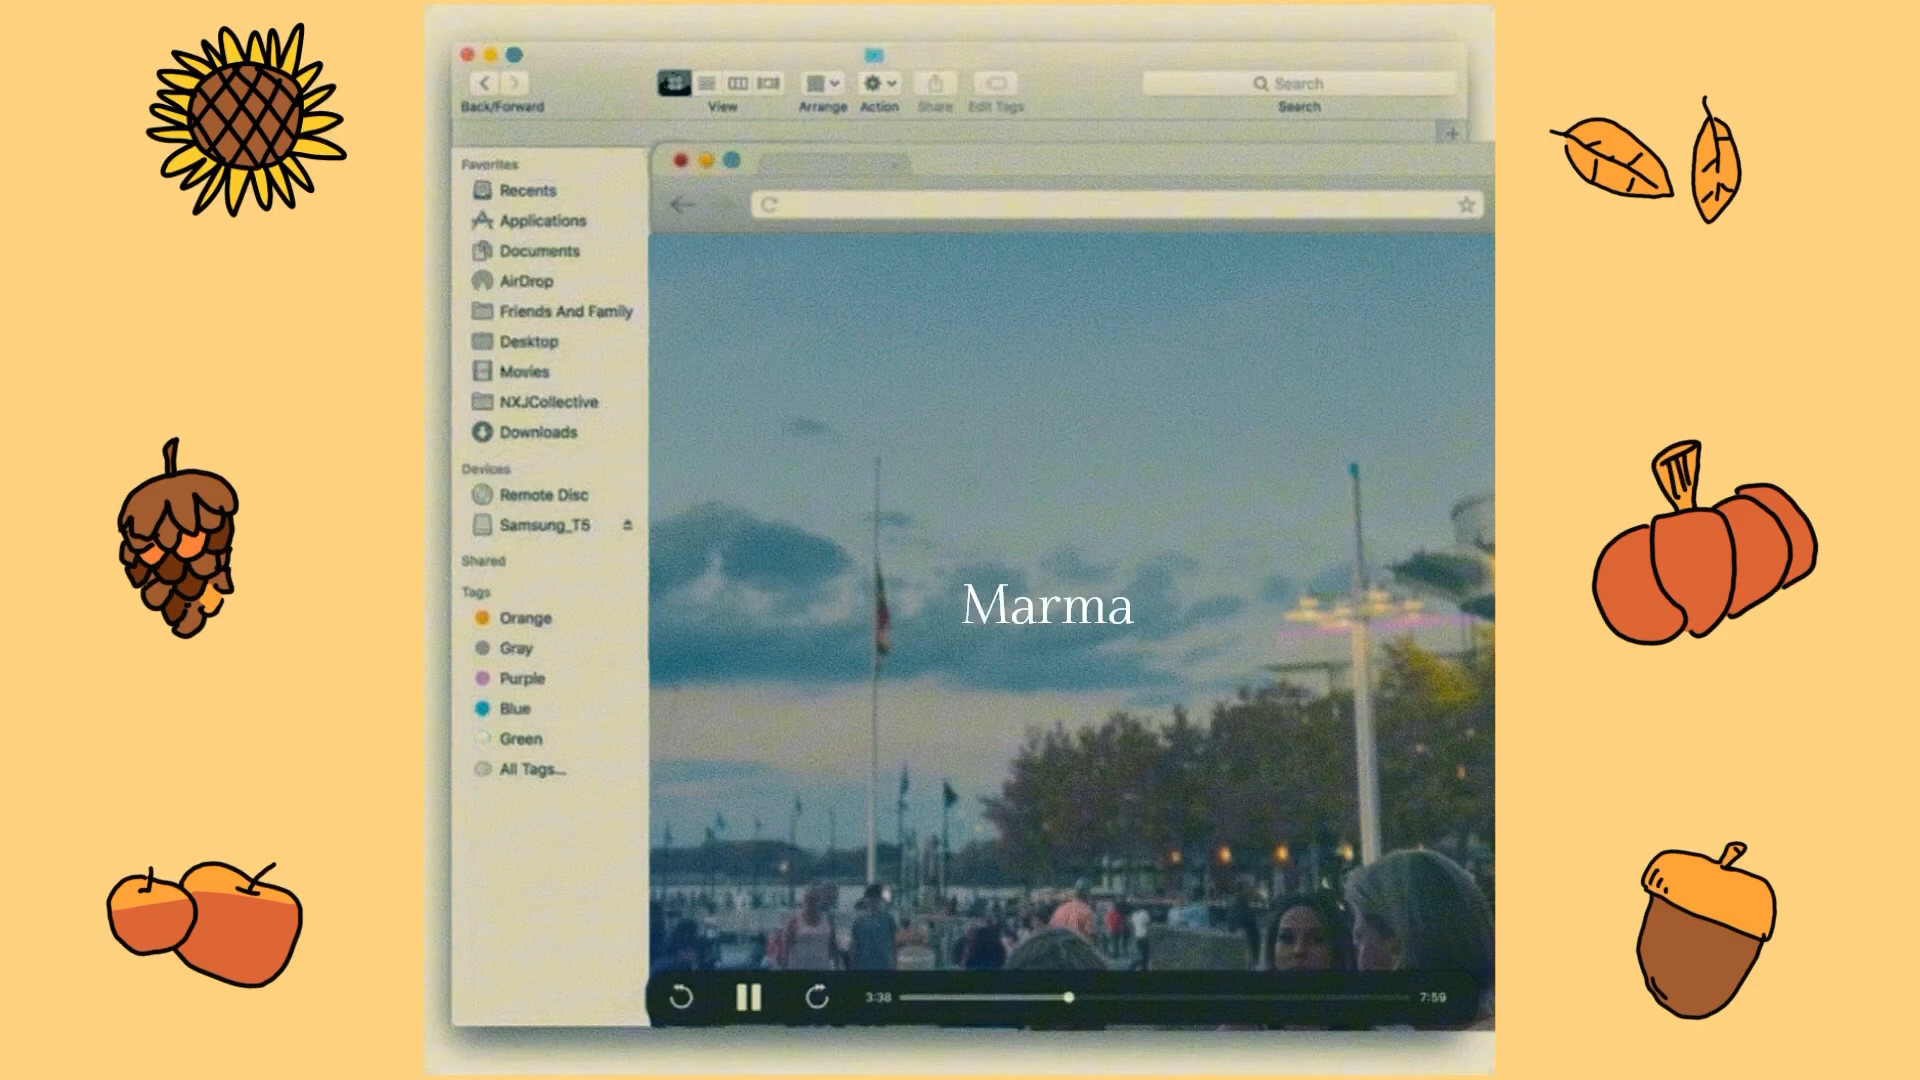 Back/Forward
View
Arrange
Action
Share
Edit Tags
Search
Search
Favorites
Recents
Applications
Documents
AirDrop
Friends And Family
Desktop
Movies
NXJCollective
Downloads
Devices
Remote Disc
Samsung_T5
Shared
Tags
Orange
Gray
Purple
Blue
Green
All Tags...
Marma
3:38
7:59